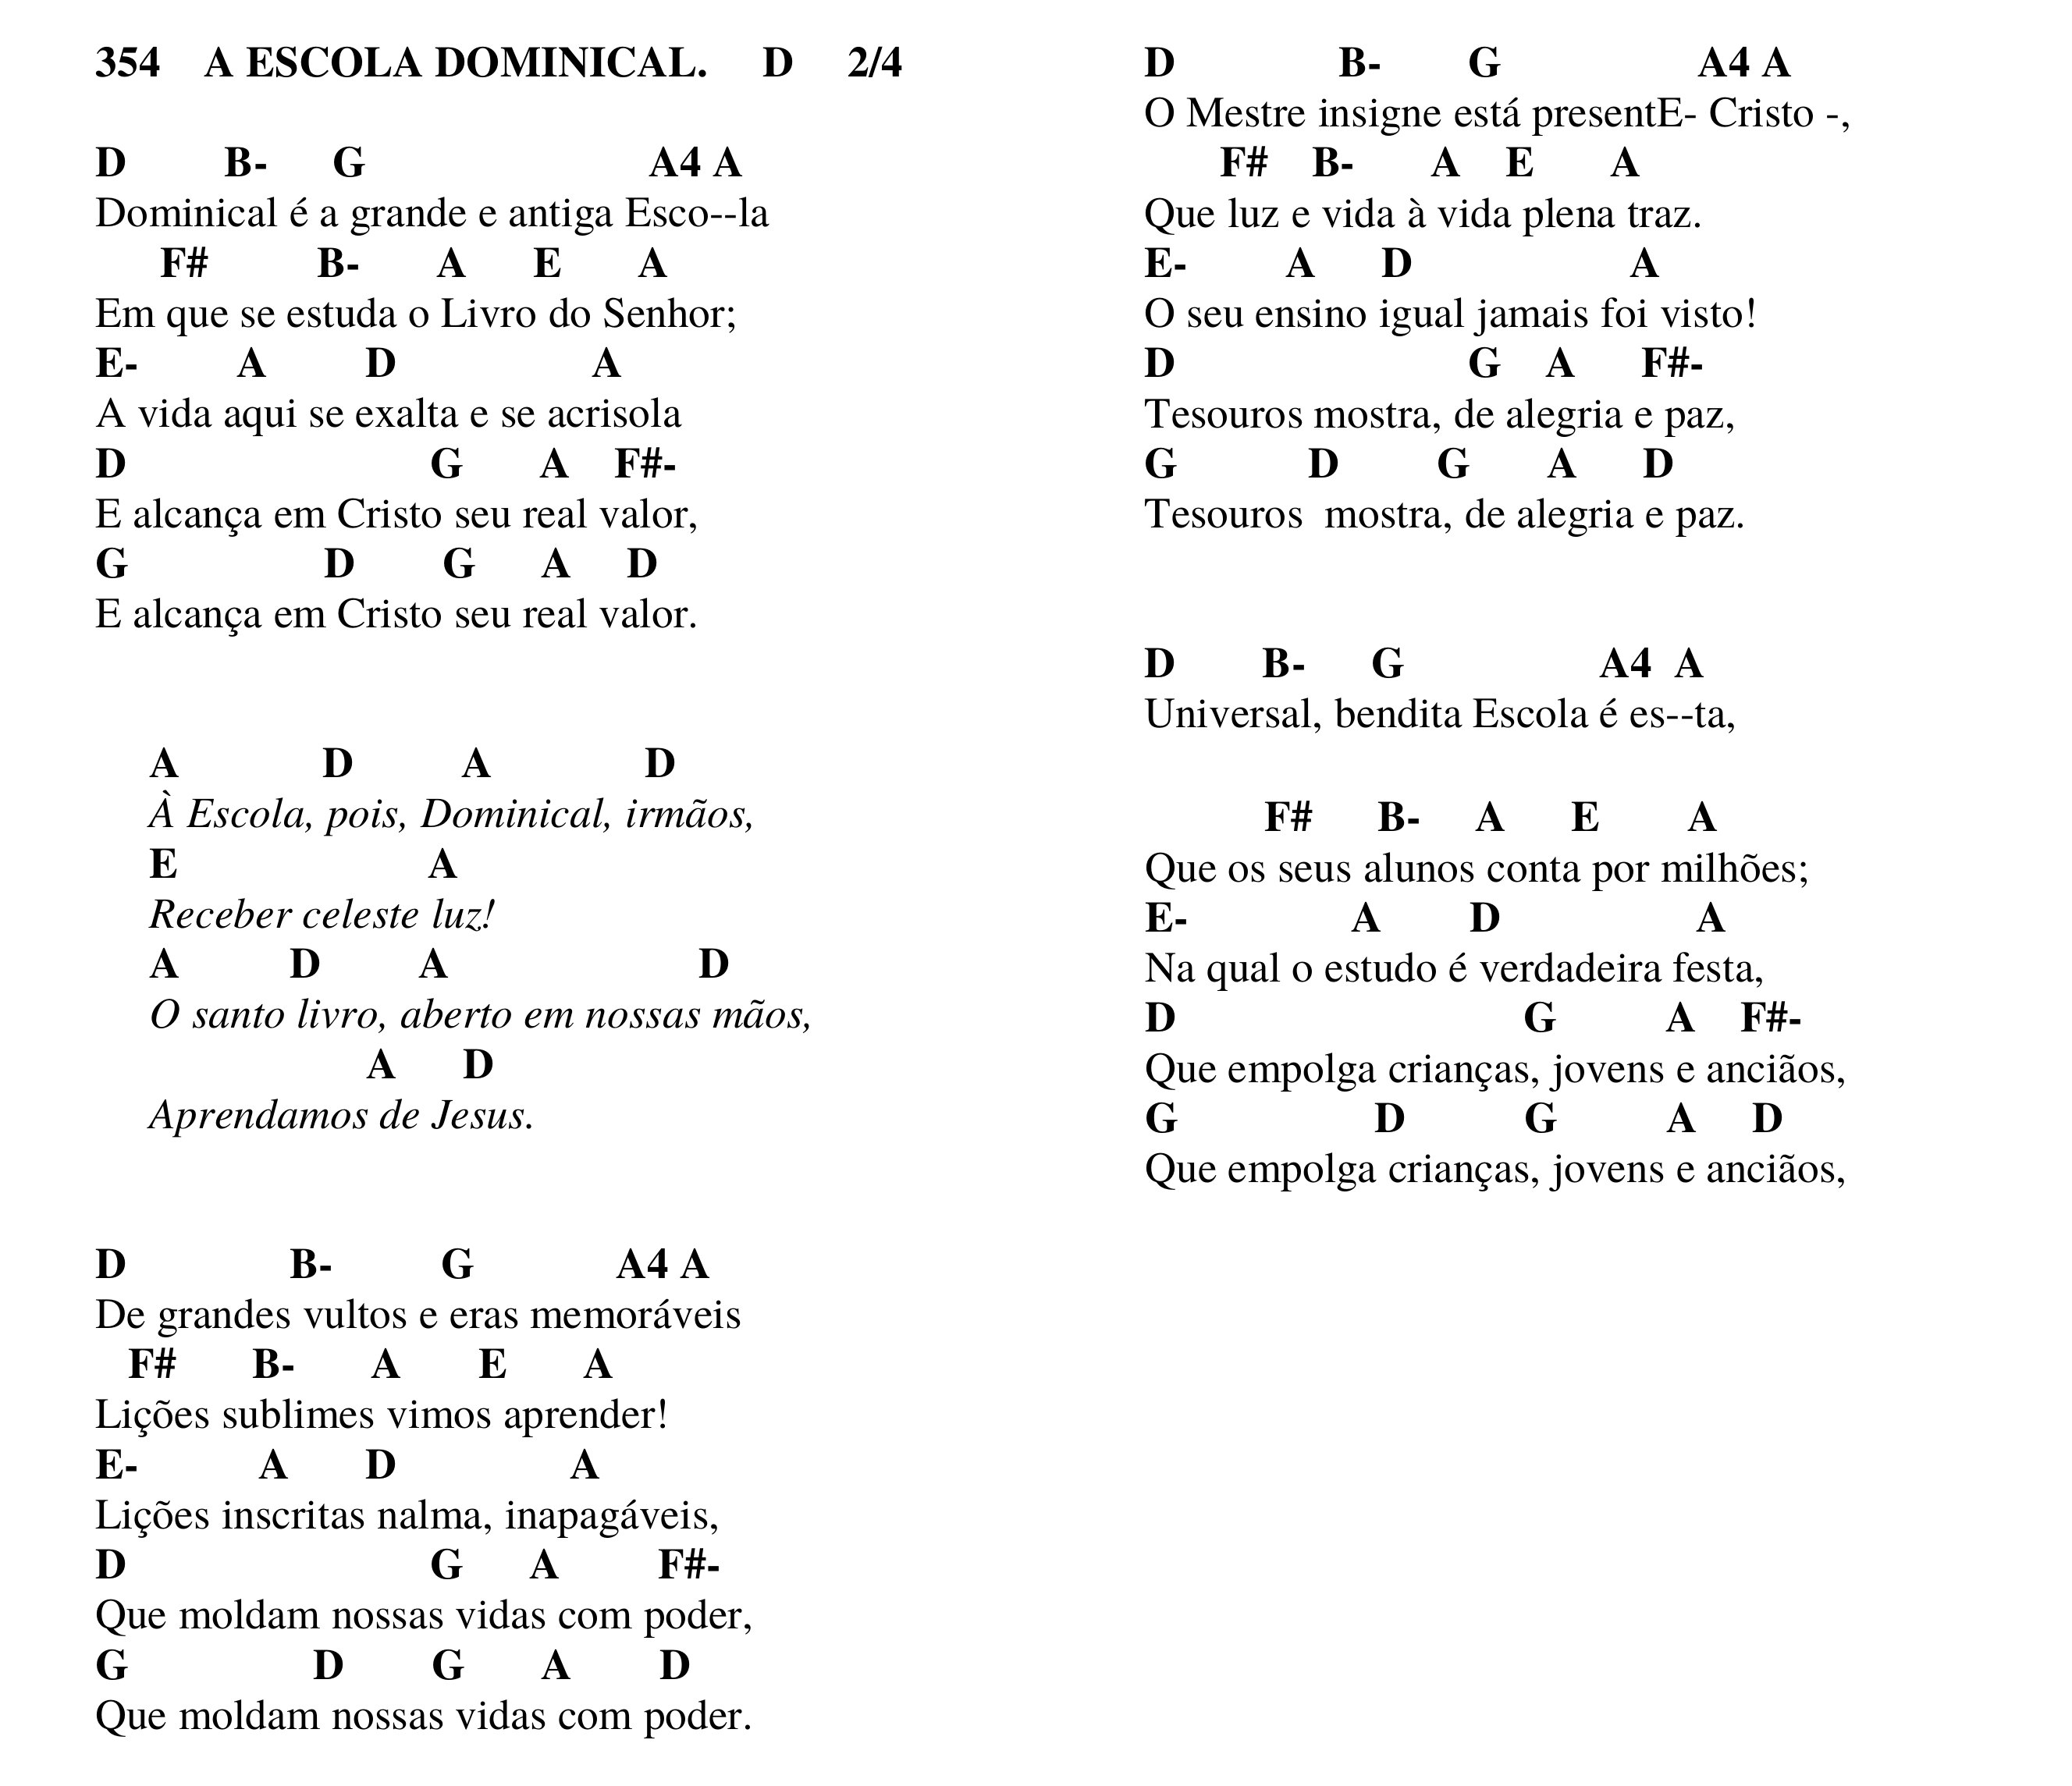 354 A ESCOLA DOMINICAL. D 2/4
D B- G A4 A
Dominical é a grande e antiga Esco--la
F# B- A E A
Em que se estuda o Livro do Senhor;
E- A D A
A vida aqui se exalta e se acrisola
D G A F#-
E alcança em Cristo seu real valor,
G D G A D
E alcança em Cristo seu real valor.
A D A D
À Escola, pois, Dominical, irmãos,
E A
Receber celeste luz!
A D A D
O santo livro, aberto em nossas mãos,
A D
Aprendamos de Jesus.
D B- G A4 A
De grandes vultos e eras memoráveis
F# B- A E A
Lições sublimes vimos aprender!
E- A D A
Lições inscritas nalma, inapagáveis,
D G A F#-
Que moldam nossas vidas com poder,
G D G A D
Que moldam nossas vidas com poder.
D B- G A4 A
O Mestre insigne está presentE- Cristo -,
F# B- A E A
Que luz e vida à vida plena traz.
E- A D A
O seu ensino igual jamais foi visto!
D G A F#-
Tesouros mostra, de alegria e paz,
G D G A D
Tesouros  mostra, de alegria e paz.
D B- G A4 A
Universal, bendita Escola é es--ta,
F# B- A E A
Que os seus alunos conta por milhões;
E- A D A
Na qual o estudo é verdadeira festa,
D G A F#-
Que empolga crianças, jovens e anciãos,
G D G A D
Que empolga crianças, jovens e anciãos,